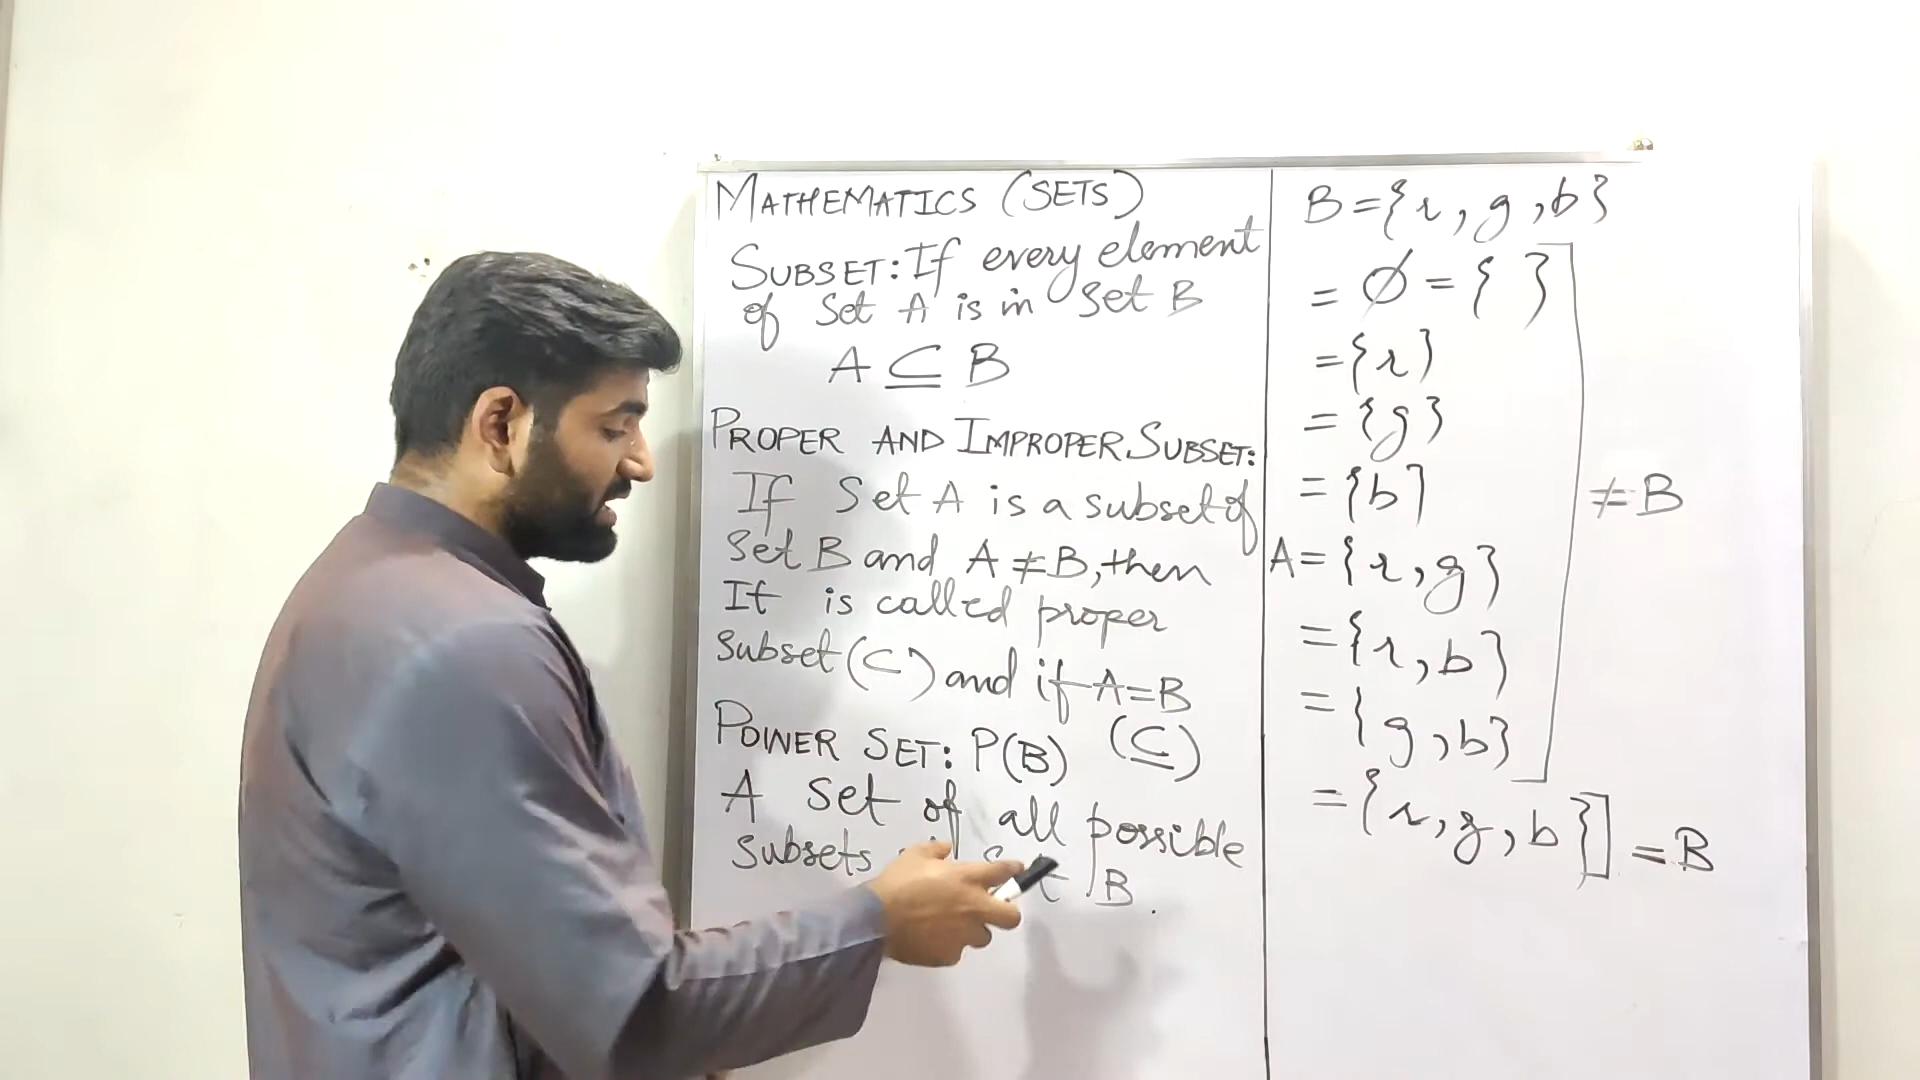 MATHEMATICS (SETS)
SUBSET: If every element
of Set A is in Set B
A ⊆ B
PROPER AND IMPROPER SUBSET:
If Set A is a subset of
Set B and A ≠ B, then
It is called proper
subset (⊂) and if A=B
(⊆)
POWER SET: P(B)
A Set of all possible
subsets B.
B={r, g, b}
= ∅ = { }
={r}
= {g}
= {b}
A= {r, g}
={r, b}
= {g, b}
≠ B
={r, g, b}
= B